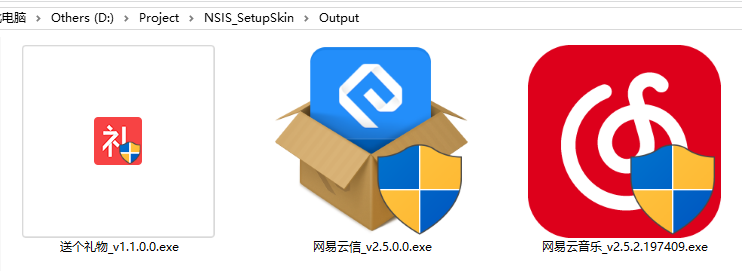 电脑 > Others (D:) > Project > NSIS_SetupSkin > Output
礼
送个礼物_v1.1.0.0.exe
网易云信_v2.5.0.0.exe
网易云音乐_v2.5.2.197409.exe